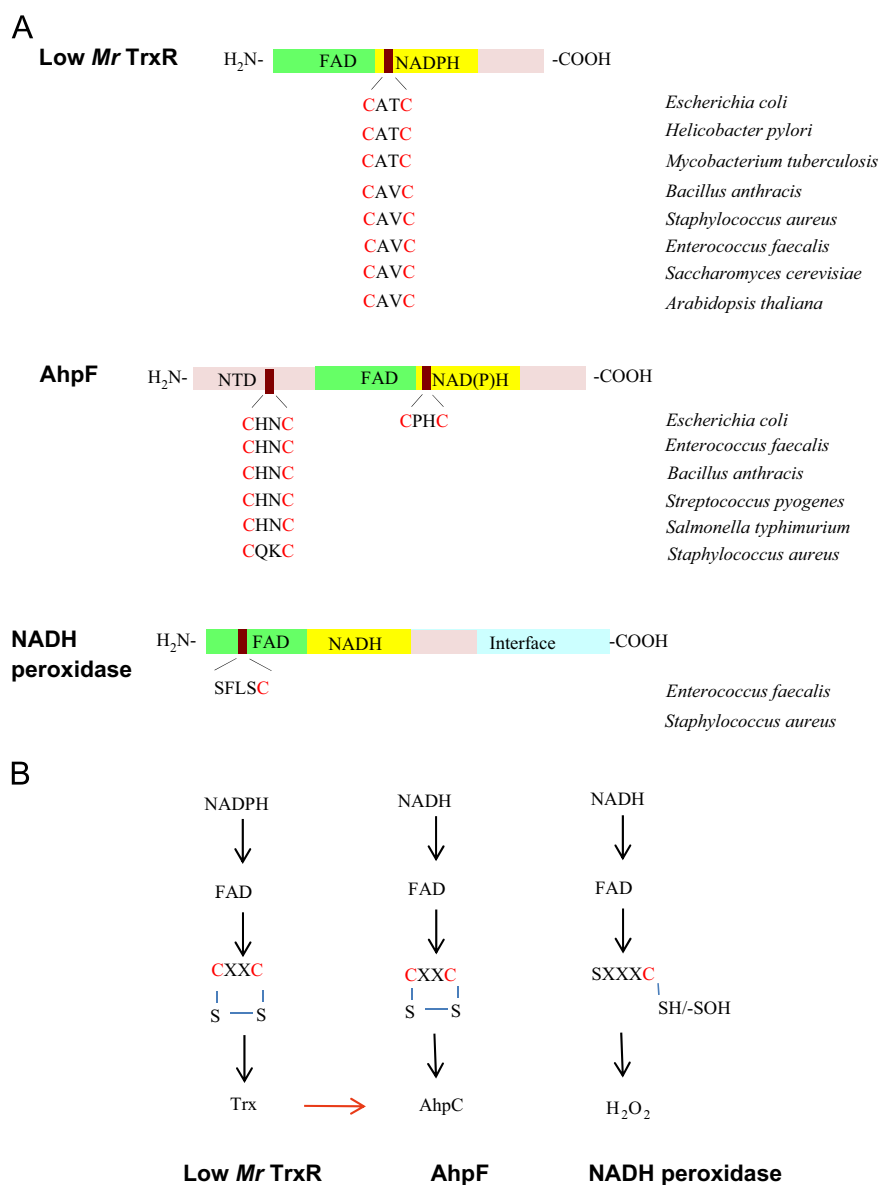 A
Low Mr TrxR
H₂N- FAD NADPH -COOH
CATC Escherichia coli
CATC Helicobacter pylori
CATC Mycobacterium tuberculosis
CAVC Bacillus anthracis
CAVC Staphylococcus aureus
CAVC Enterococcus faecalis
CAVC Saccharomyces cerevisiae
CAVC Arabidopsis thaliana
AhpF
H₂N- NTD FAD NAD(P)H -COOH
CHNC CPHC Escherichia coli
CHNC Enterococcus faecalis
CHNC Bacillus anthracis
CHNC Streptococcus pyogenes
CHNC Salmonella typhimurium
CQKC Staphylococcus aureus
NADH
peroxidase
H₂N- FAD NADH Interface -COOH
SFLSC Enterococcus faecalis
Staphylococcus aureus
B
NADPH NADH NADH
FAD FAD FAD
CXXC CXXC SXXXC
S S S S SH/-SOH
Trx AhpC H₂O₂
Low Mr TrxR AhpF NADH peroxidase